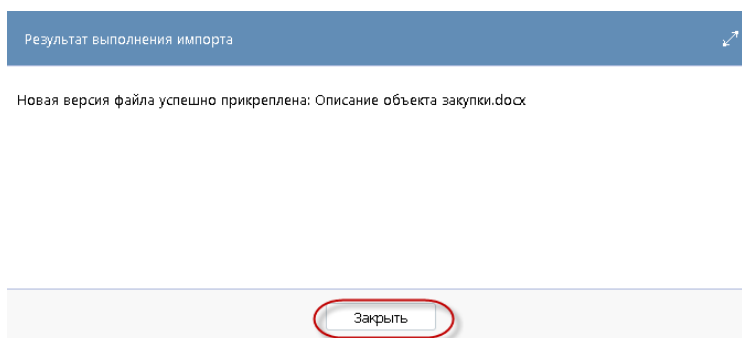 Результат выполнения импорта
Новая версия файла успешно прикреплена: Описание объекта закупки.docx
Закрыть